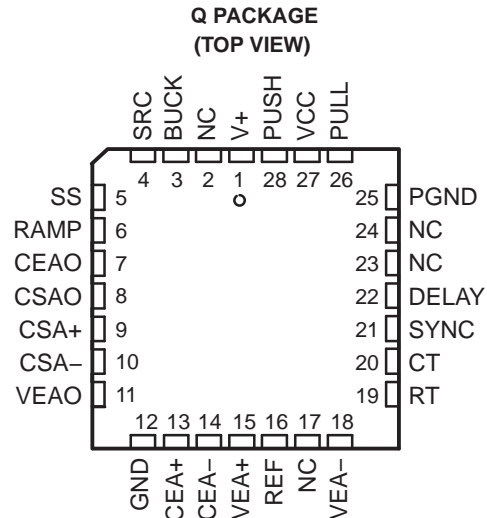 Q PACKAGE
(TOP VIEW)
SRC
BUCK
NC
V+
PUSH
VCC
PULL
4 3 2 1 28 27 26
SS 5
RAMP 6
CEAO 7
CSAO 8
CSA+ 9
CSA– 10
VEAO 11
25 PGND
24 NC
23 NC
22 DELAY
21 SYNC
20 CT
19 RT
12 13 14 15 16 17 18
GND
CEA+
CEA–
VEA+
REF
NC
VEA–